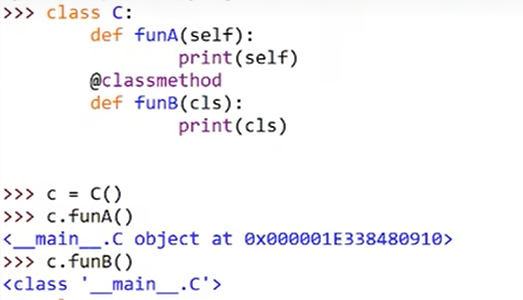 >>> class C:
        def funA(self):
                print(self)
        @classmethod
        def funB(cls):
                print(cls)
>>> c = C()
>>> c.funA()
<__main__.C object at 0x000001E338480910>
>>> c.funB()
<class '__main__.C'>